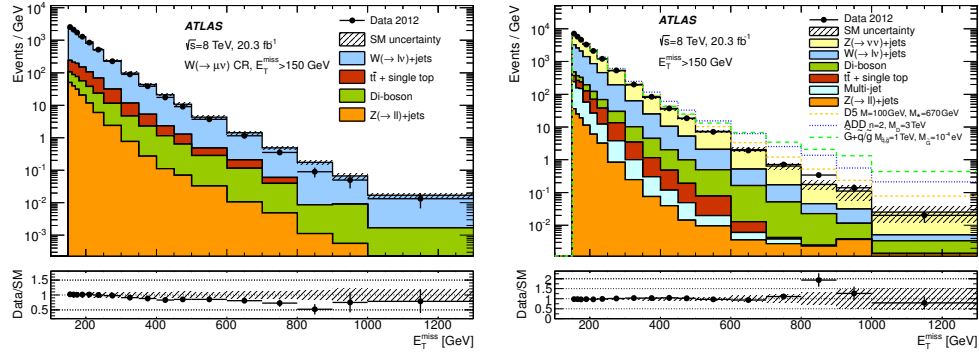 Events / GeV
10⁴
10³
10²
10
1
10⁻¹
10⁻²
10⁻³
ATLAS
√s=8 TeV, 20.3 fb⁻¹
W(→ μν) CR, E_T^miss>150 GeV
Data 2012
SM uncertainty
W(→ lν)+jets
tt̄ + single top
Di-boson
Z(→ ll)+jets
Data/SM
1.5
1
0.5
200 400 600 800 1000 1200
E_T^miss [GeV]
Events / GeV
10⁵
10⁴
10³
10²
10
1
10⁻¹
10⁻²
ATLAS
√s=8 TeV, 20.3 fb⁻¹
E_T^miss>150 GeV
Data 2012
SM uncertainty
Z(→ νν)+jets
W(→ lν)+jets
Di-boson
tt̄ + single top
Multi-jet
Z(→ ll)+jets
D5 M=100GeV, M*=670GeV
ADD n=2, M_D=3TeV
G̃+q̃/g̃ M_q̃,g̃=1TeV, M_G̃=10⁻⁴eV
Data/SM
2
1.5
1
0.5
0
200 400 600 800 1000 1200
E_T^miss [GeV]